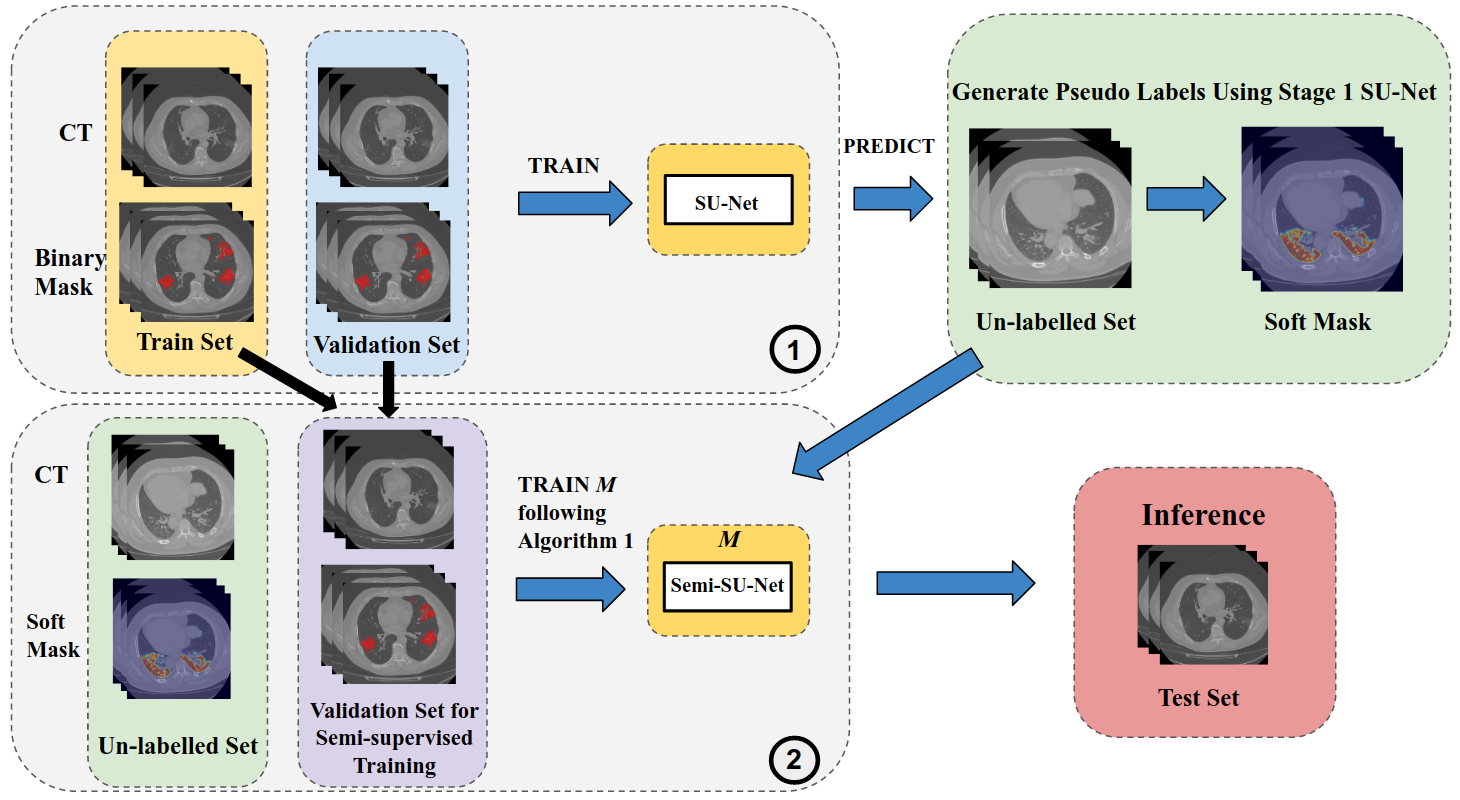 CT
Binary
Mask
Train Set
Validation Set
TRAIN
SU-Net
1
PREDICT
Generate Pseudo Labels Using Stage 1 SU-Net
Un-labelled Set
Soft Mask
CT
Soft
Mask
Un-labelled Set
Validation Set for
Semi-supervised
Training
TRAIN M
following
Algorithm 1
M
Semi-SU-Net
2
Inference
Test Set